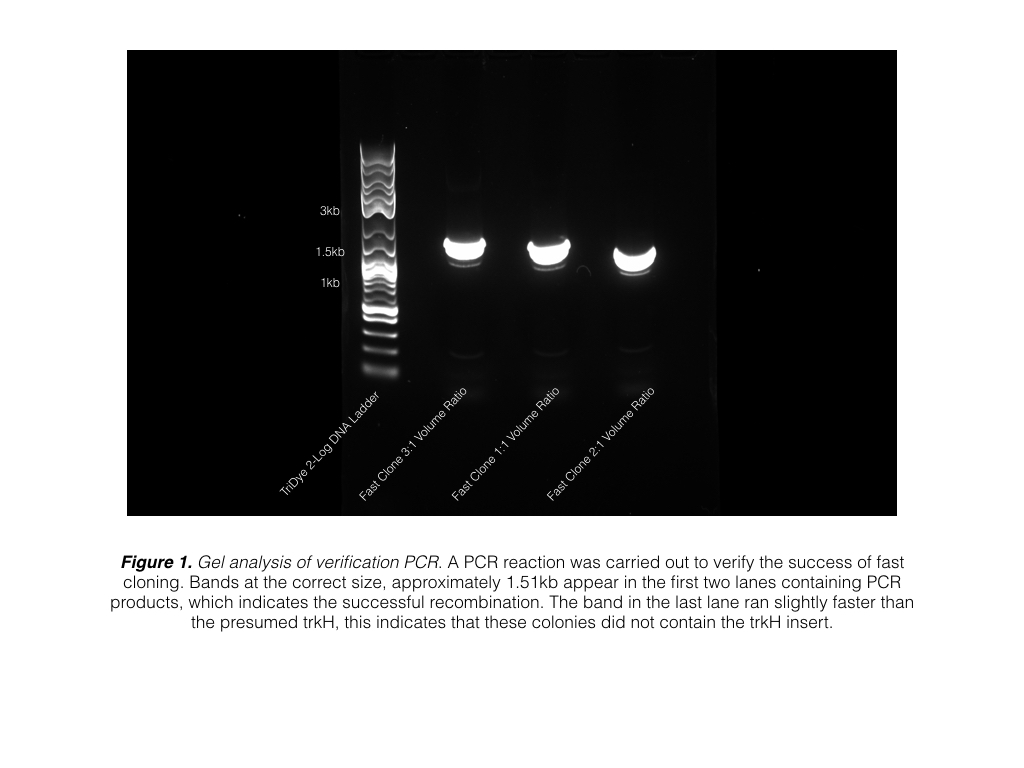 3kb
1.5kb
1kb
TriDye 2-Log DNA Ladder
Fast Clone 3:1 Volume Ratio
Fast Clone 1:1 Volume Ratio
Fast Clone 2:1 Volume Ratio
Figure 1. Gel analysis of verification PCR. A PCR reaction was carried out to verify the success of fast
cloning. Bands at the correct size, approximately 1.51kb appear in the first two lanes containing PCR
products, which indicates the successful recombination. The band in the last lane ran slightly faster than
the presumed trkH, this indicates that these colonies did not contain the trkH insert.